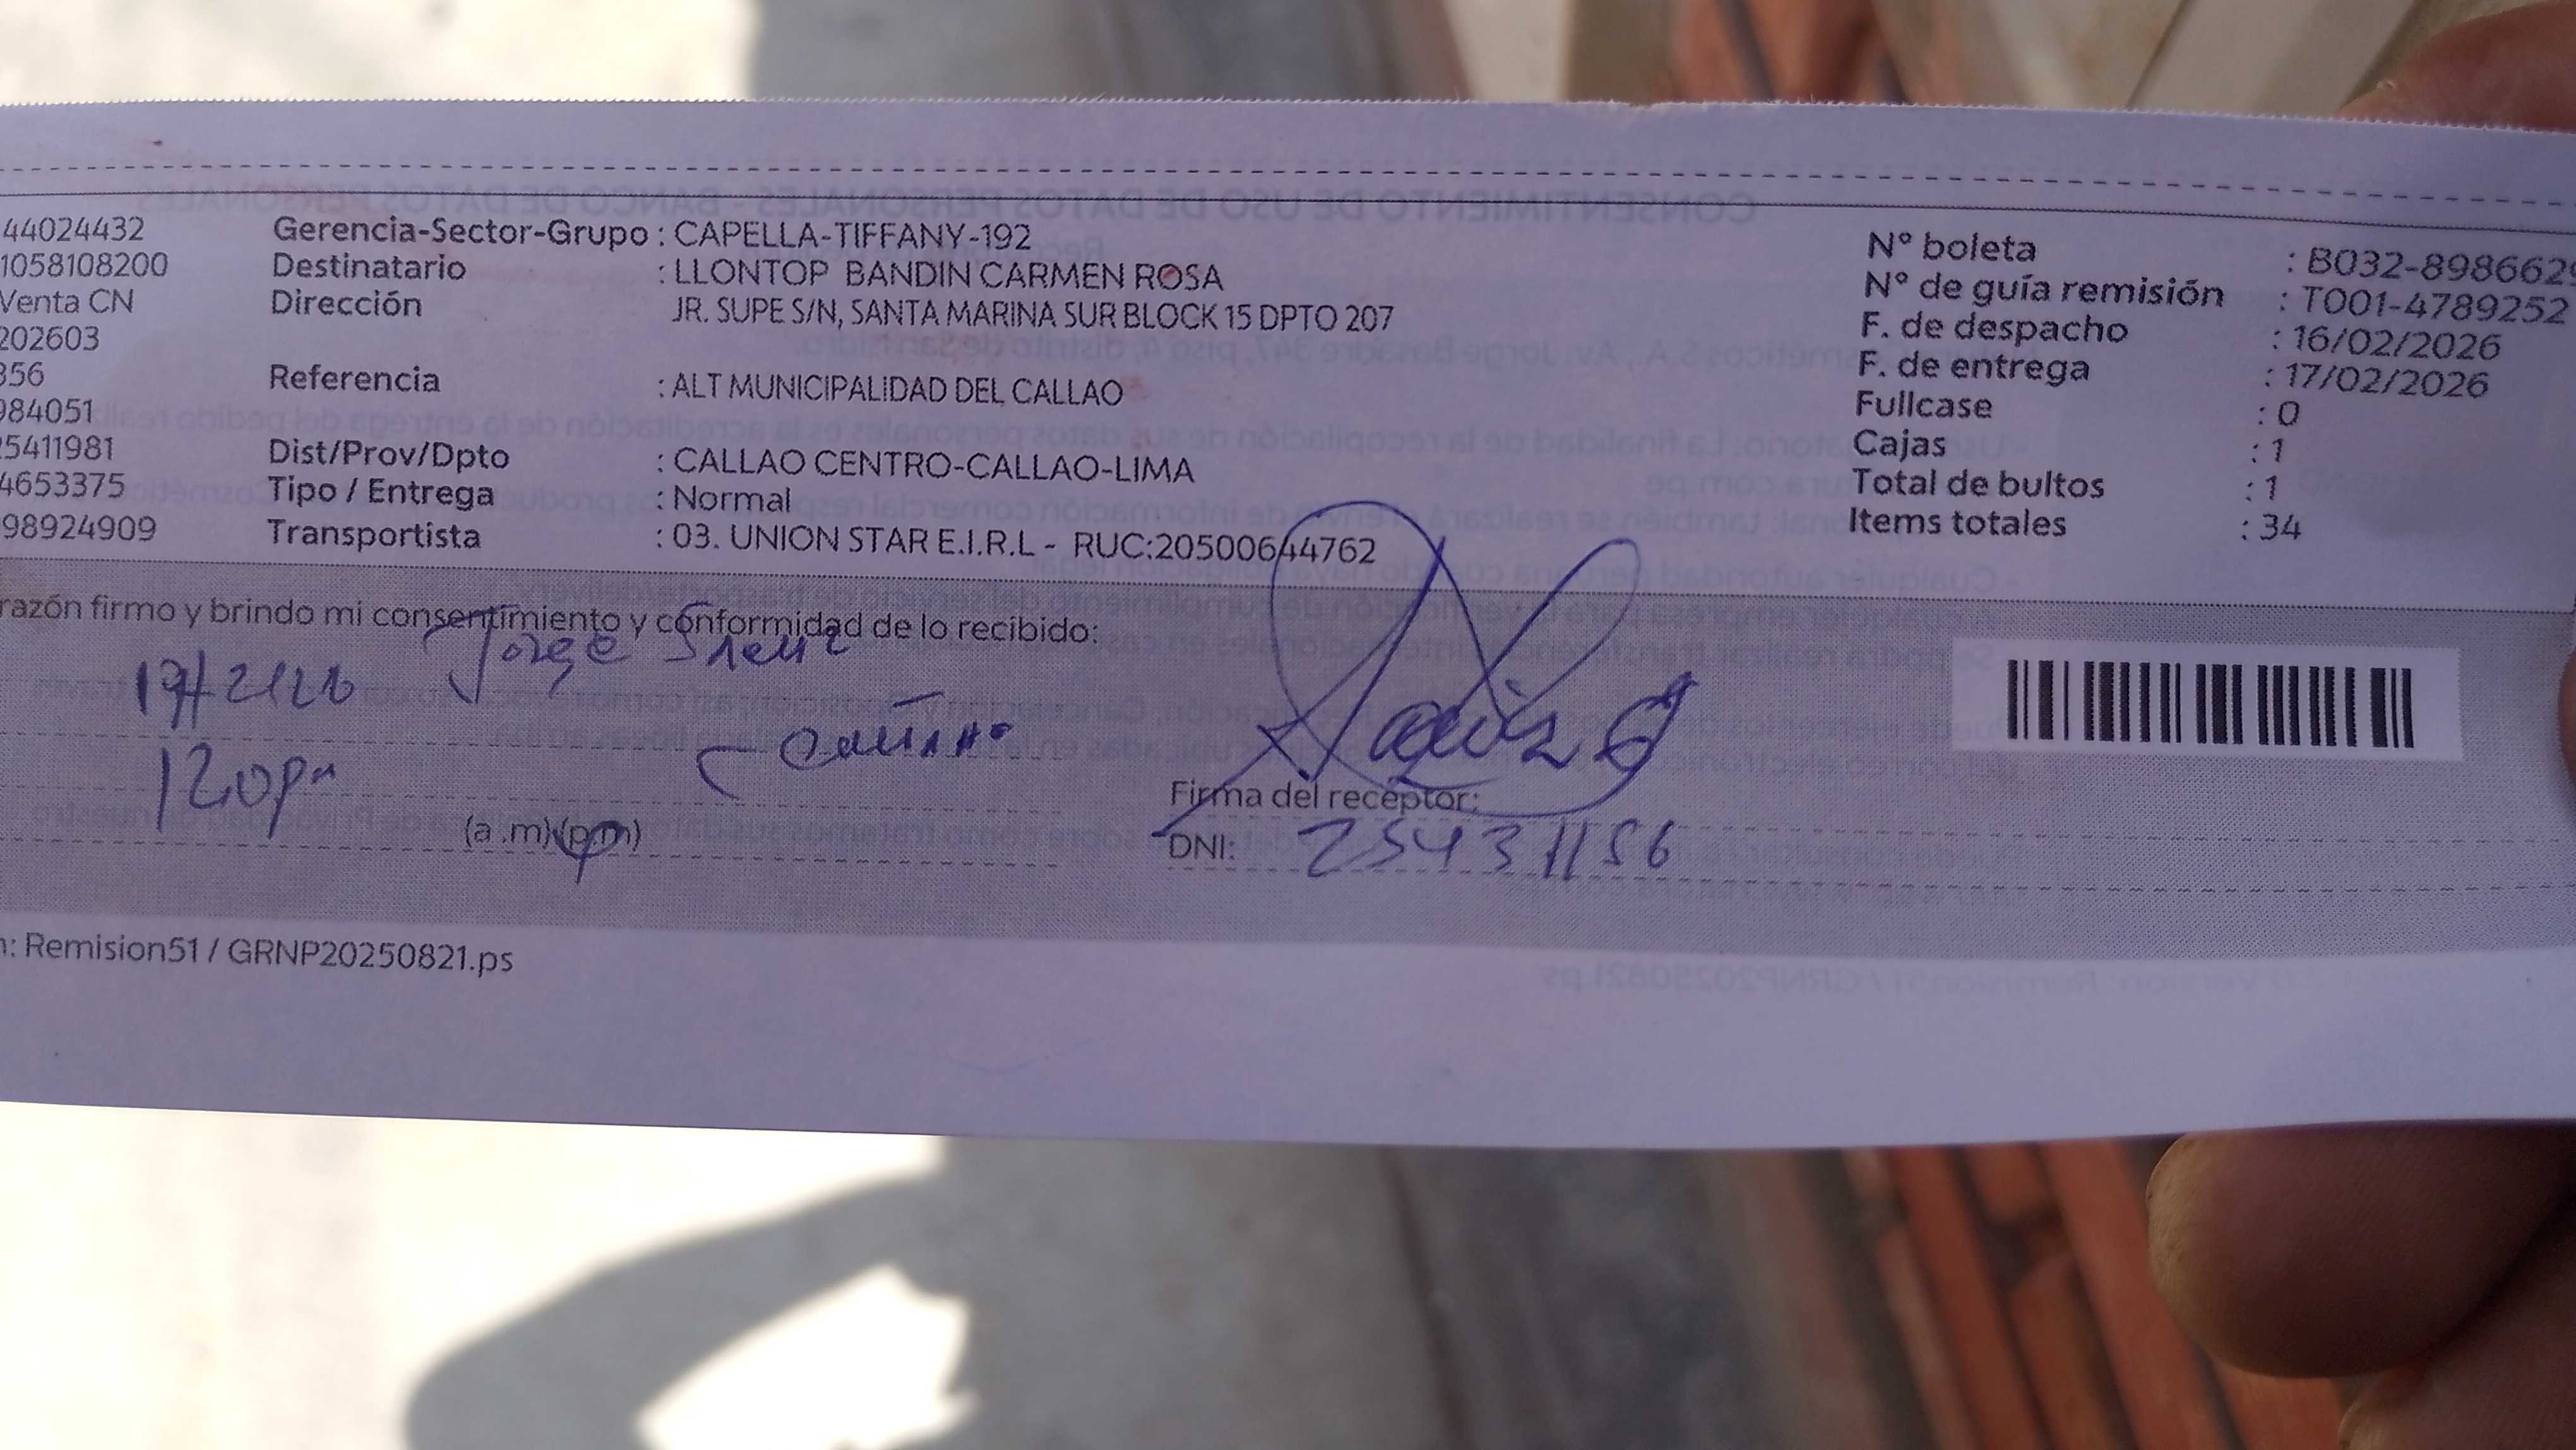 44024432 Gerencia-Sector-Grupo : CAPELLA-TIFFANY-192 N° boleta : B032-8986629
1058108200 Destinatario : LLONTOP BANDIN CARMEN ROSA N° de guía remisión : T001-4789252
Venta CN Dirección JR. SUPE S/N, SANTA MARINA SUR BLOCK 15 DPTO 207 F. de despacho : 16/02/2026
202603 F. de entrega : 17/02/2026
356 Referencia : ALT MUNICIPALIDAD DEL CALLAO Fullcase : 0
984051 Cajas : 1
25411981 Dist/Prov/Dpto : CALLAO CENTRO-CALLAO-LIMA Total de bultos : 1
4653375 Tipo / Entrega : Normal Items totales : 34
98924909 Transportista : 03. UNION STAR E.I.R.L - RUC:20500644762
razón firmo y brindo mi consentimiento y conformidad de lo recibido:
Jorge
120pm
Firma del receptor:
(a.m) (p.m) DNI: 25431156
n: Remision51 / GRNP20250821.ps